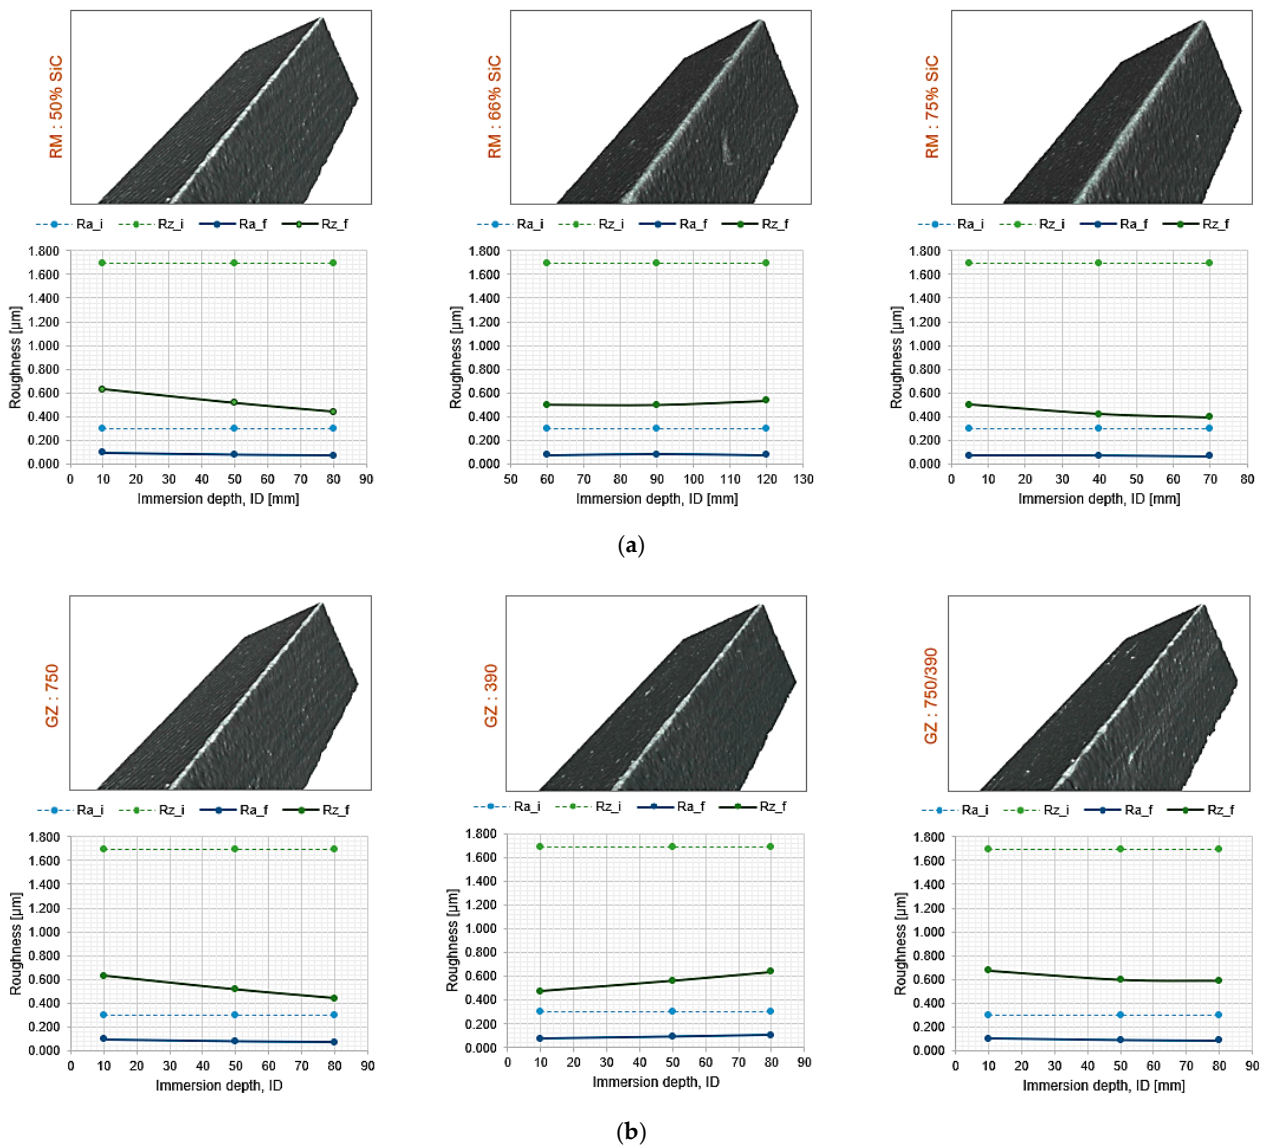 RM : 50% SiC
RM : 66% SiC
RM : 75% SiC
Ra_i Rz_i Ra_f Rz_f
Ra_i Rz_i Ra_f Rz_f
Ra_i Rz_i Ra_f Rz_f
Roughness [µm]
1.800
1.600
1.400
1.200
1.000
0.800
0.600
0.400
0.200
0.000
0 10 20 30 40 50 60 70 80 90
Immersion depth, ID [mm]
Roughness [µm]
1.800
1.600
1.400
1.200
1.000
0.800
0.600
0.400
0.200
0.000
50 60 70 80 90 100 110 120 130
Immersion depth, ID [mm]
Roughness [µm]
1.800
1.600
1.400
1.200
1.000
0.800
0.600
0.400
0.200
0.000
0 10 20 30 40 50 60 70 80
Immersion depth, ID [mm]
(a)
GZ : 750
GZ : 390
GZ : 750/390
Ra_i Rz_i Ra_f Rz_f
Ra_i Rz_i Ra_f Rz_f
Ra_i Rz_i Ra_f Rz_f
Roughness [µm]
1.800
1.600
1.400
1.200
1.000
0.800
0.600
0.400
0.200
0.000
0 10 20 30 40 50 60 70 80 90
Immersion depth, ID
Roughness [µm]
1.800
1.600
1.400
1.200
1.000
0.800
0.600
0.400
0.200
0.000
0 10 20 30 40 50 60 70 80 90
Immersion depth, ID
Roughness [µm]
1.800
1.600
1.400
1.200
1.000
0.800
0.600
0.400
0.200
0.000
0 10 20 30 40 50 60 70 80 90
Immersion depth, ID [mm]
(b)